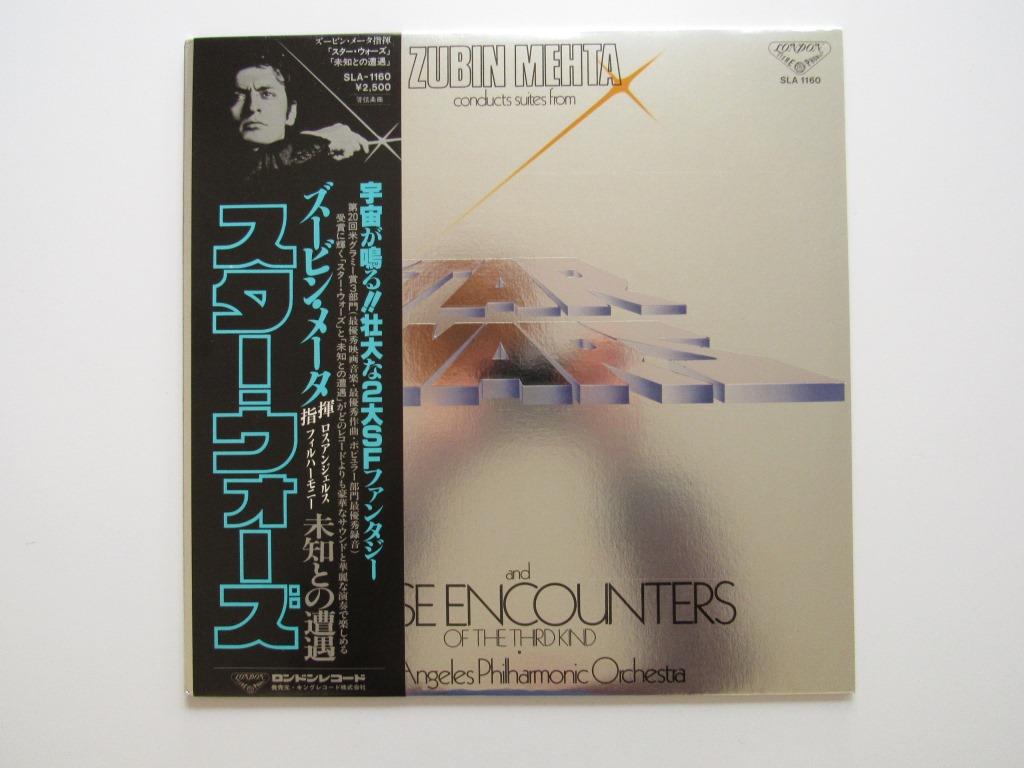 ズービン・メータ指揮
「スター・ウォーズ」
「未知との遭遇」
SLA-1160
¥2,500
管弦楽曲
宇宙が鳴る!!壮大な2大SFファンタジー
第20回米グラミー賞3部門(最優秀映画音楽・最優秀作曲・ポピュラー部門最優秀録音)
受賞に輝く「スター・ウォーズ」と「未知との遭遇」がどのレコードよりも豪華なサウンドと華麗な演奏で楽しめる
ズービン・メータ指揮
ロスアンジェルス
フィルハーモニー
未知との遭遇
スター・ウォーズ
LONDON
ロンドンレコード
発売元・キングレコード株式会社
ZUBIN MEHTA
conducts suites from
LONDON
SLA 1160
TAR
WARS
and
SE ENCOUNTERS
OF THE THIRD KIND
Angeles Philharmonic Orchestra